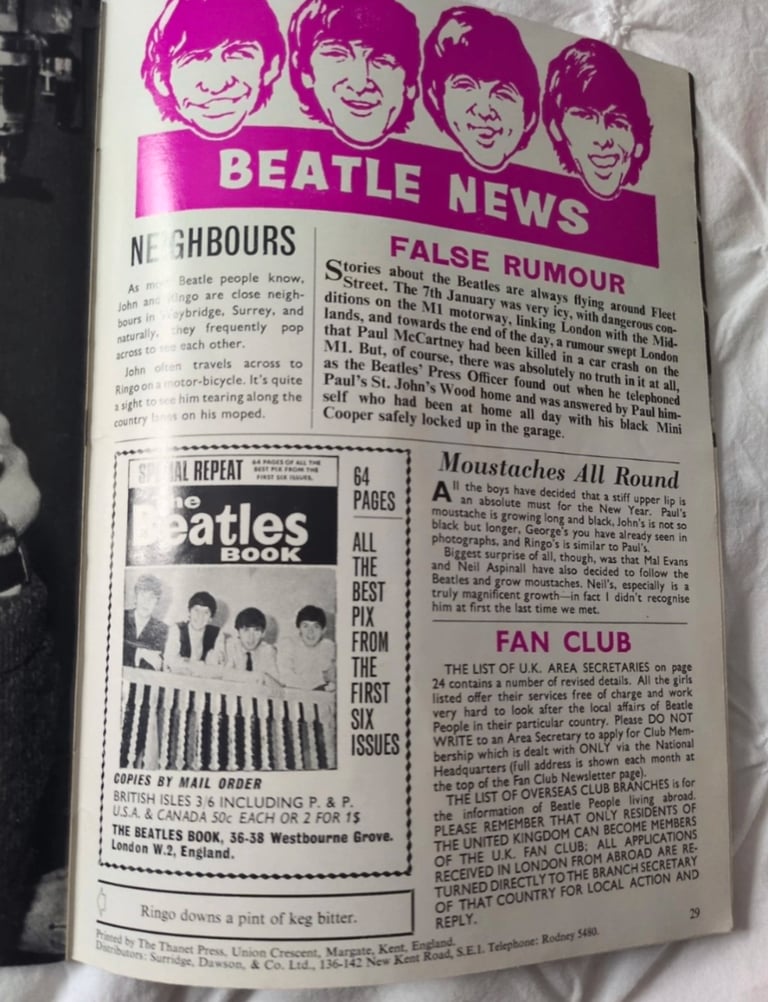 BEATLE NEWS
NEIGHBOURS
As most Beatle people know,
John and Ringo are close neigh-
bours in Weybridge, Surrey, and
naturally, they frequently pop
across to see each other.
John often travels across to
Ringo on a motor-bicycle. It's quite
a sight to see him tearing along the
country lanes on his moped.
FALSE RUMOUR
Stories about the Beatles are always flying around Fleet
Street. The 7th January was very icy, with dangerous con-
ditions on the M1 motorway, linking London with the Mid-
lands, and towards the end of the day, a rumour swept London
that Paul McCartney had been killed in a car crash on the
M1. But, of course, there was absolutely no truth in it at all,
as the Beatles' Press Officer found out when he telephoned
Paul's St. John's Wood home and was answered by Paul him-
self who had been at home all day with his black Mini
Cooper safely locked up in the garage.
SPECIAL REPEAT
64 PAGES OF ALL THE
BEST PIX FROM THE
FIRST SIX ISSUES.
The
Beatles
BOOK
64
PAGES
ALL
THE
BEST
PIX
FROM
THE
FIRST
SIX
ISSUES
COPIES BY MAIL ORDER
BRITISH ISLES 3/6 INCLUDING P. & P.
U.S.A. & CANADA 50c EACH OR 2 FOR 1$
THE BEATLES BOOK, 36-38 Westbourne Grove.
London W.2, England.
Ringo downs a pint of keg bitter.
Moustaches All Round
All the boys have decided that a stiff upper lip is
an absolute must for the New Year. Paul's
moustache is growing long and black, John's is not so
black but longer, George's you have already seen in
photographs, and Ringo's is similar to Paul's.
Biggest surprise of all, though, was that Mal Evans
and Neil Aspinall have also decided to follow the
Beatles and grow moustaches. Neil's, especially is a
truly magnificent growth—in fact I didn't recognise
him at first the last time we met.
FAN CLUB
THE LIST OF U.K. AREA SECRETARIES on page
24 contains a number of revised details. All the girls
listed offer their services free of charge and work
very hard to look after the local affairs of Beatle
People in their particular country. Please DO NOT
WRITE to an Area Secretary to apply for Club Mem-
bership which is dealt with ONLY via the National
Headquarters (full address is shown each month at
the top of the Fan Club Newsletter page).
THE LIST OF OVERSEAS CLUB BRANCHES is for
the information of Beatle People living abroad.
PLEASE REMEMBER THAT ONLY RESIDENTS OF
THE UNITED KINGDOM CAN BECOME MEMBERS
OF THE U.K. FAN CLUB; ALL APPLICATIONS
RECEIVED IN LONDON FROM ABROAD ARE RE-
TURNED DIRECTLY TO THE BRANCH SECRETARY
OF THAT COUNTRY FOR LOCAL ACTION AND
REPLY.
29
Printed by The Thanet Press, Union Crescent, Margate, Kent, England.
Distributors: Surridge, Dawson, & Co. Ltd., 136-142 New Kent Road, S.E.1. Telephone: Rodney 5480.